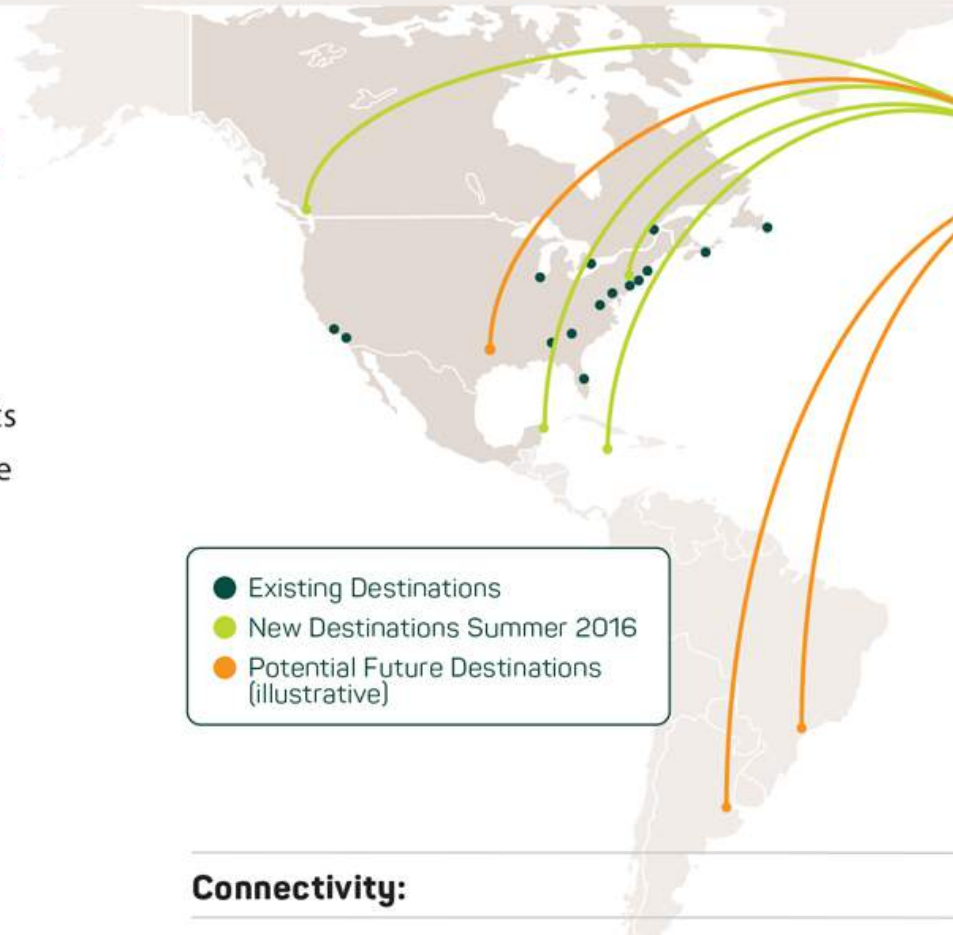 Existing Destinations
New Destinations Summer 2016
Potential Future Destinations
(illustrative)
Connectivity: